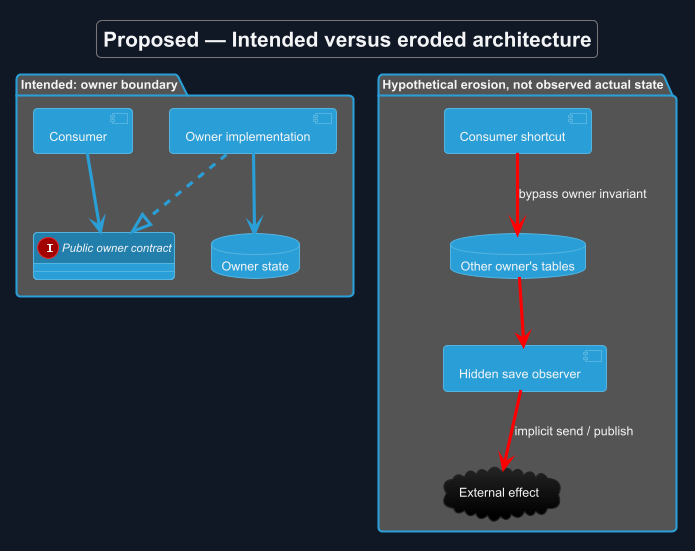 Proposed — Intended versus eroded architecture
Intended: owner boundary
Consumer
Owner implementation
I
Public owner contract
Owner state
Hypothetical erosion, not observed actual state
Consumer shortcut
bypass owner invariant
Other owner's tables
Hidden save observer
implicit send / publish
External effect